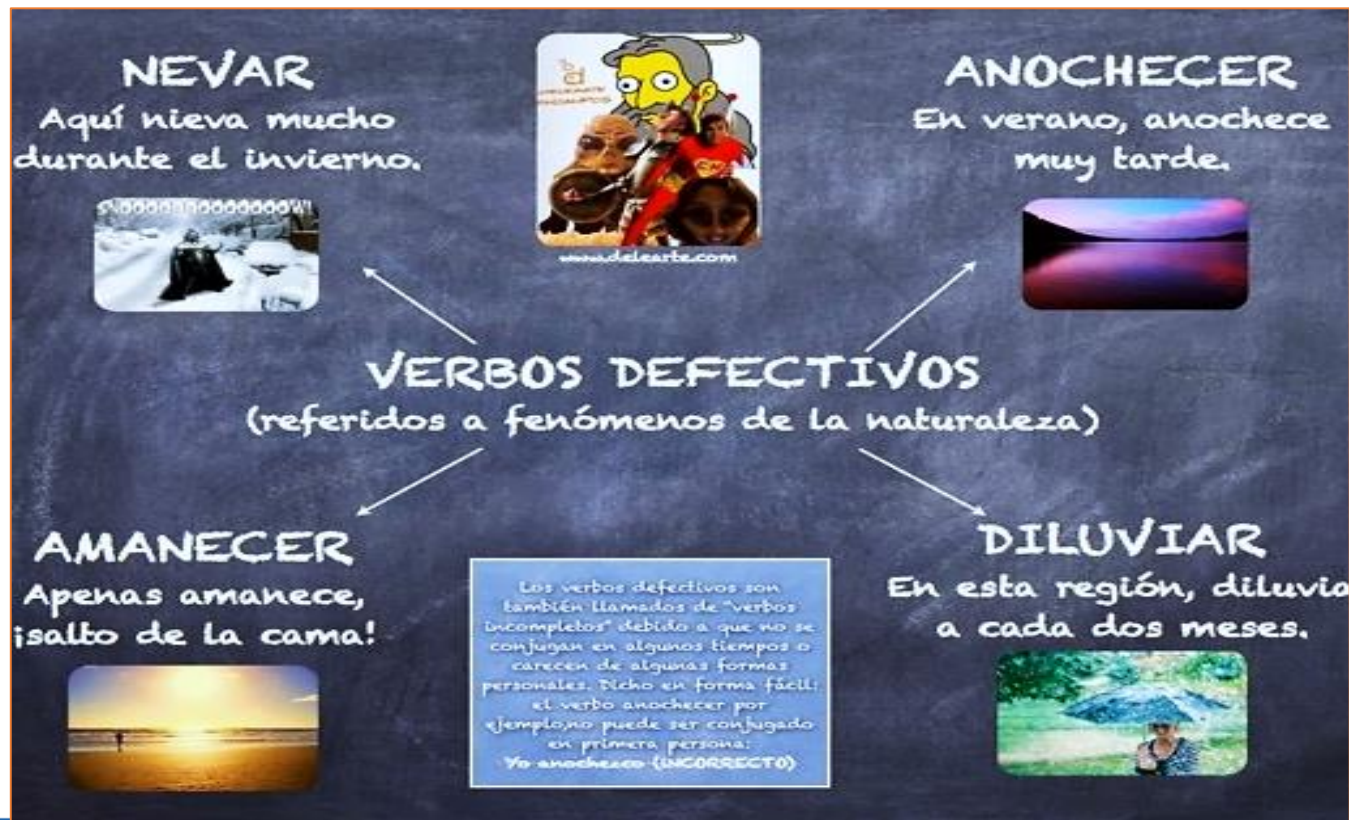 NEVAR
Aquí nieva mucho
durante el invierno.
SNOOOOOOOOOOOOOW!
d
www.delearte.com
ANOCHECER
En verano, anochece
muy tarde.
VERBOS DEFECTIVOS
(referidos a fenómenos de la naturaleza)
AMANECER
Apenas amanece,
¡salto de la cama!
Los verbos defectivos son
también llamados de "verbos
incompletos" debido a que no se
conjugan en algunos tiempos o
carecen de algunas formas
personales. Dicho en forma fácil:
el verbo anochecer por
ejemplo,no puede ser conjugado
en primera persona:
Yo anochezco (INCORRECTO)
DILUVIAR
En esta región, diluvia
a cada dos meses.